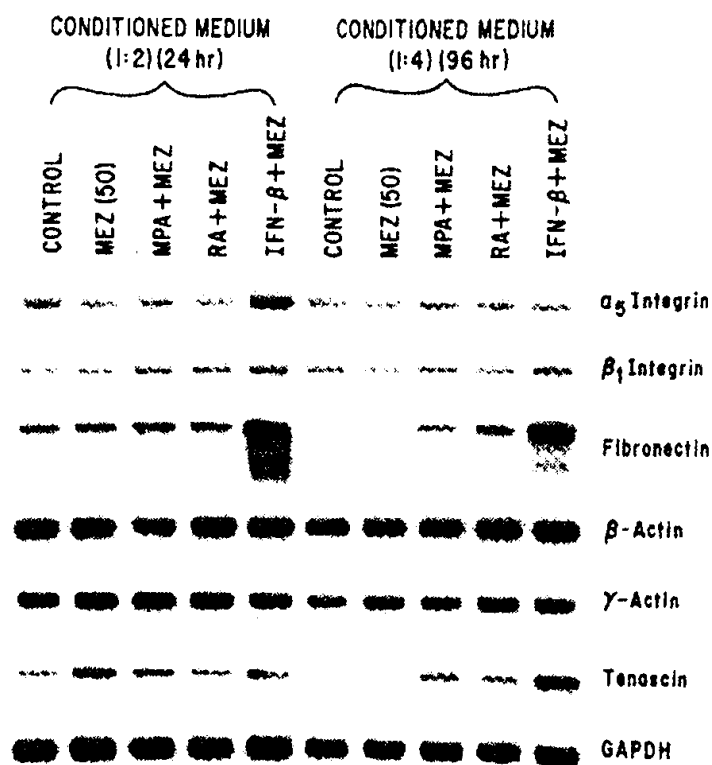 CONDITIONED MEDIUM
(1:2)(24 hr)
CONDITIONED MEDIUM
(1:4)(96 hr)
CONTROL
MEZ (50)
MPA+MEZ
RA+MEZ
IFN-β+MEZ
CONTROL
MEZ (50)
MPA+MEZ
RA+MEZ
IFN-β+MEZ
α5 Integrin
β1 Integrin
Fibronectin
β-Actin
γ-Actin
Tenascin
GAPDH